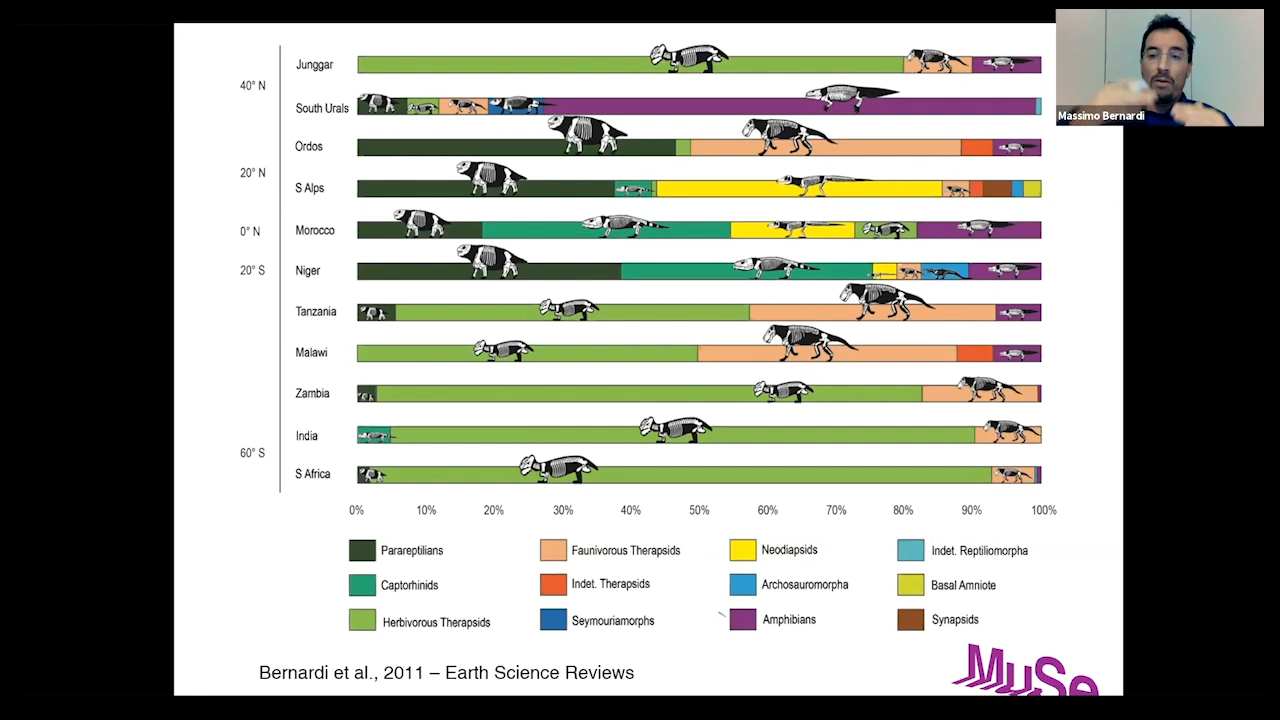 Massimo Bernardi
Junggar
40° N
South Urals
Ordos
20° N
S Alps
0° N
Morocco
20° S
Niger
Tanzania
Malawi
Zambia
India
60° S
S Africa
0% 10% 20% 30% 40% 50% 60% 70% 80% 90% 100%
Parareptilians Faunivorous Therapsids Neodiapsids Indet. Reptiliomorpha
Captorhinids Indet. Therapsids Archosauromorpha Basal Amniote
Herbivorous Therapsids Seymouriamorphs Amphibians Synapsids
Bernardi et al., 2011 – Earth Science Reviews
MuSe